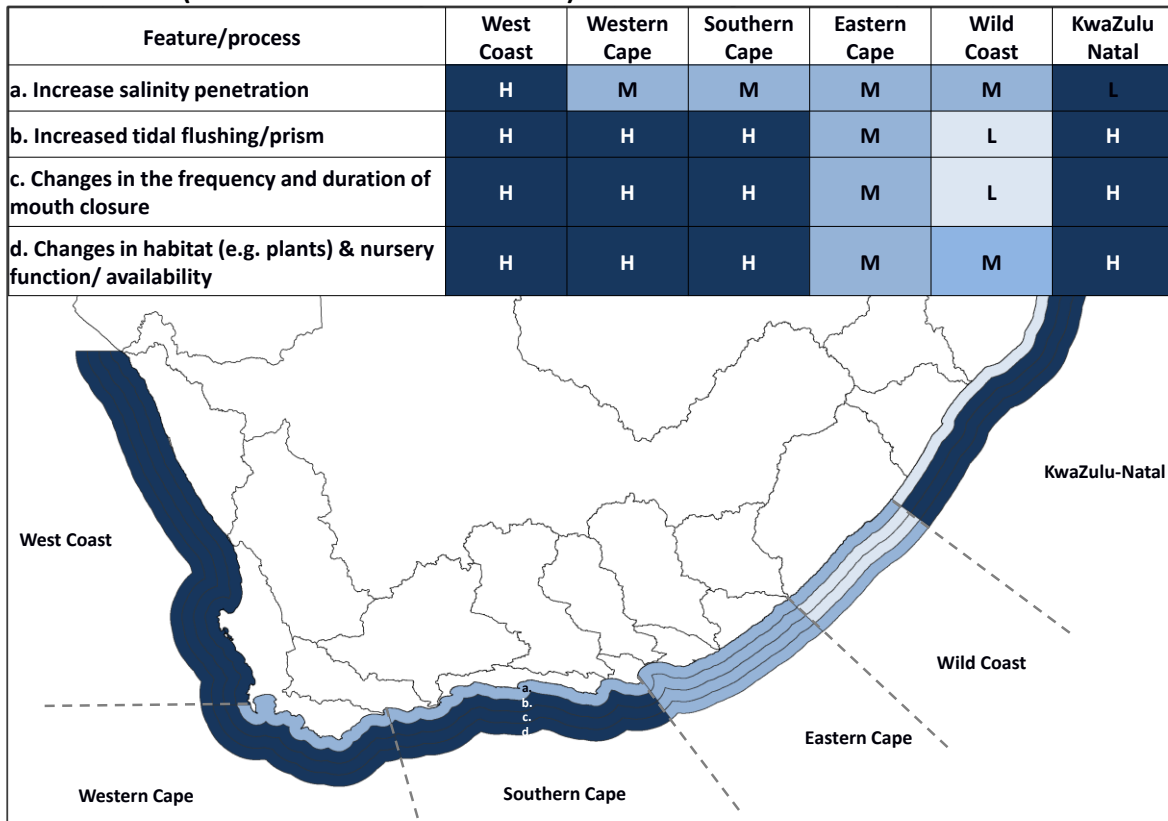 Feature/process West Coast Western Cape Southern Cape Eastern Cape Wild Coast KwaZulu Natal
a. Increase salinity penetration H M M M M L
b. Increased tidal flushing/prism H H H M L H
c. Changes in the frequency and duration of
mouth closure H H H M L H
d. Changes in habitat (e.g. plants) & nursery
function/ availability H H H M M H
KwaZulu-Natal
West Coast
Wild Coast
a.
b.
c.
d
Eastern Cape
Southern Cape
Western Cape